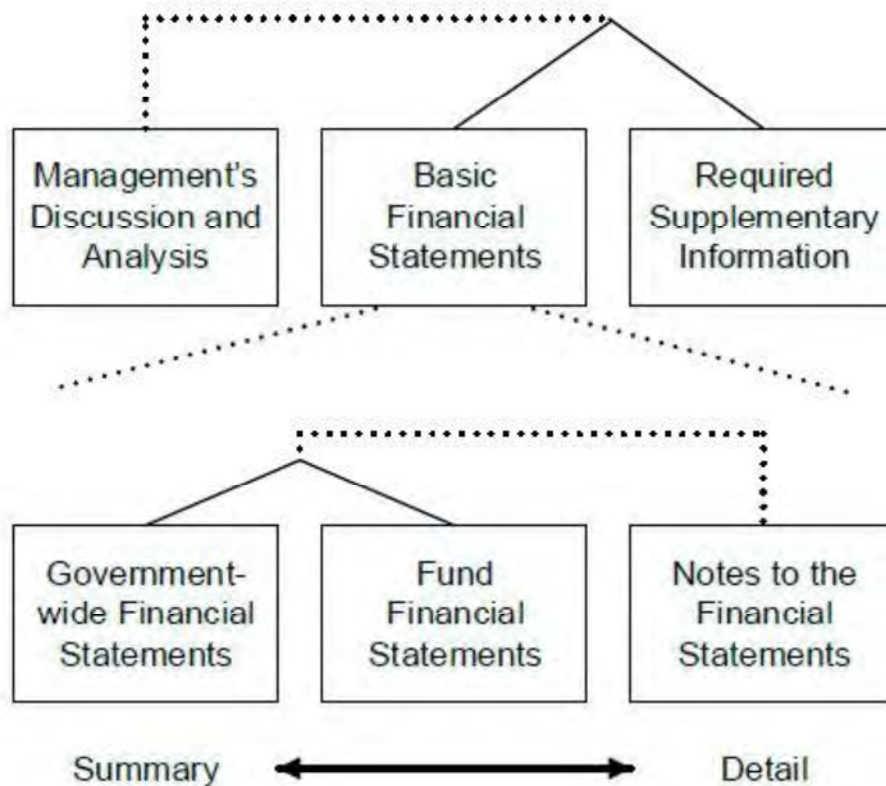 Management's
Discussion and
Analysis
Basic
Financial
Statements
Required
Supplementary
Information
Government-
wide Financial
Statements
Fund
Financial
Statements
Notes to the
Financial
Statements
Summary
Detail